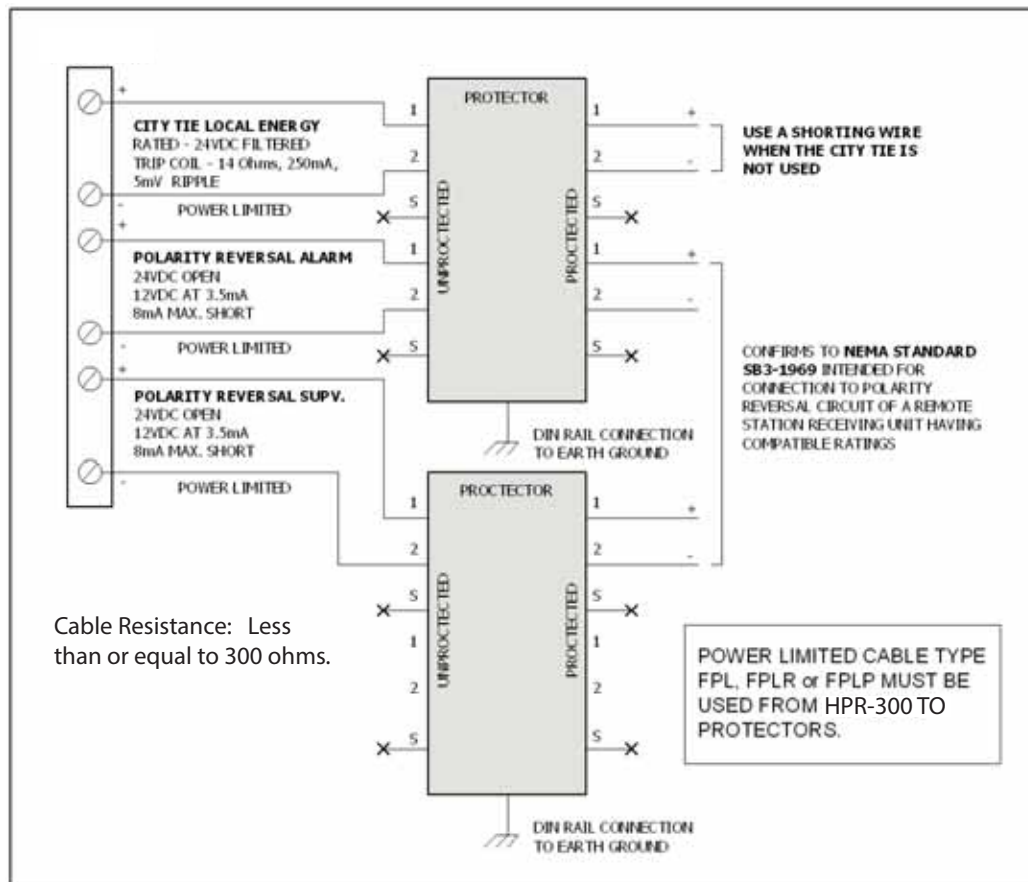 +
CITY TIE LOCAL ENERGY
RATED - 24VDC FILTERED
TRIP COIL - 14 Ohms, 250mA,
5mV RIPPLE
-
POWER LIMITED
+
POLARITY REVERSAL ALARM
24VDC OPEN
12VDC AT 3.5mA
8mA MAX. SHORT
-
POWER LIMITED
+
POLARITY REVERSAL SUPV.
24VDC OPEN
12VDC AT 3.5mA
8mA MAX. SHORT
-
POWER LIMITED
PROTECTOR
1
2
S
1
2
S
UNPROCTECTED
PROCTECTED
1
2
S
1
2
S
+
-
+
-
USE A SHORTING WIRE
WHEN THE CITY TIE IS
NOT USED
CONFIRMS TO NEMA STANDARD
SB3-1969 INTENDED FOR
CONNECTION TO POLARITY
REVERSAL CIRCUIT OF A REMOTE
STATION RECEIVING UNIT HAVING
COMPATIBLE RATINGS
DIN RAIL CONNECTION
TO EARTH GROUND
PROCTECTOR
1
2
S
1
2
S
UNPROCTECTED
PROCTECTED
1
2
S
1
2
S
+
-
Cable Resistance: Less
than or equal to 300 ohms.
POWER LIMITED CABLE TYPE
FPL, FPLR or FPLP MUST BE
USED FROM HPR-300 TO
PROTECTORS.
DIN RAIL CONNECTION
TO EARTH GROUND